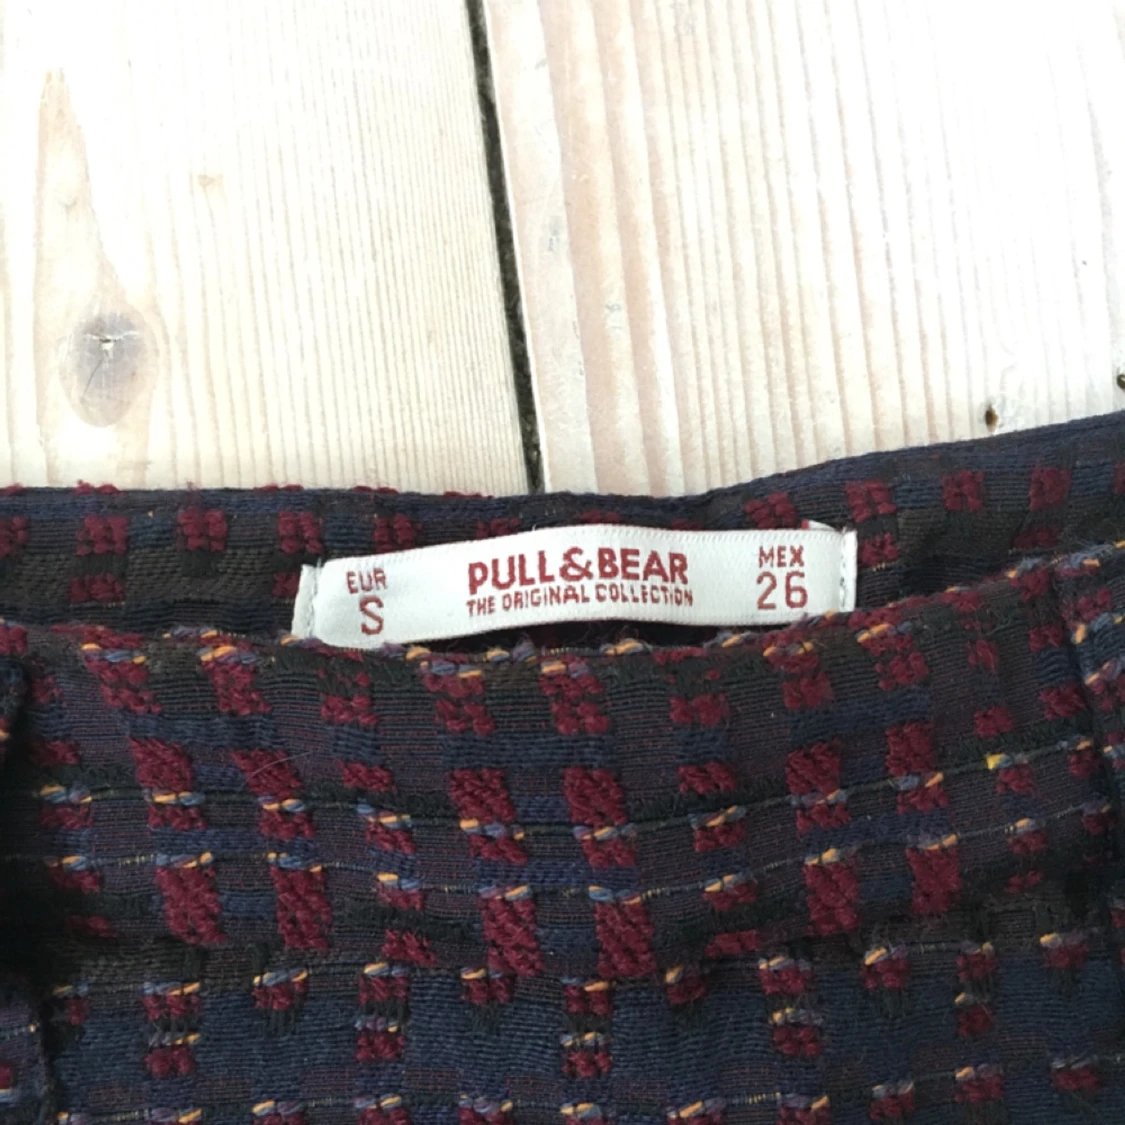 EUR
S
PULL&BEAR
THE ORIGINAL COLLECTION
MEX
26